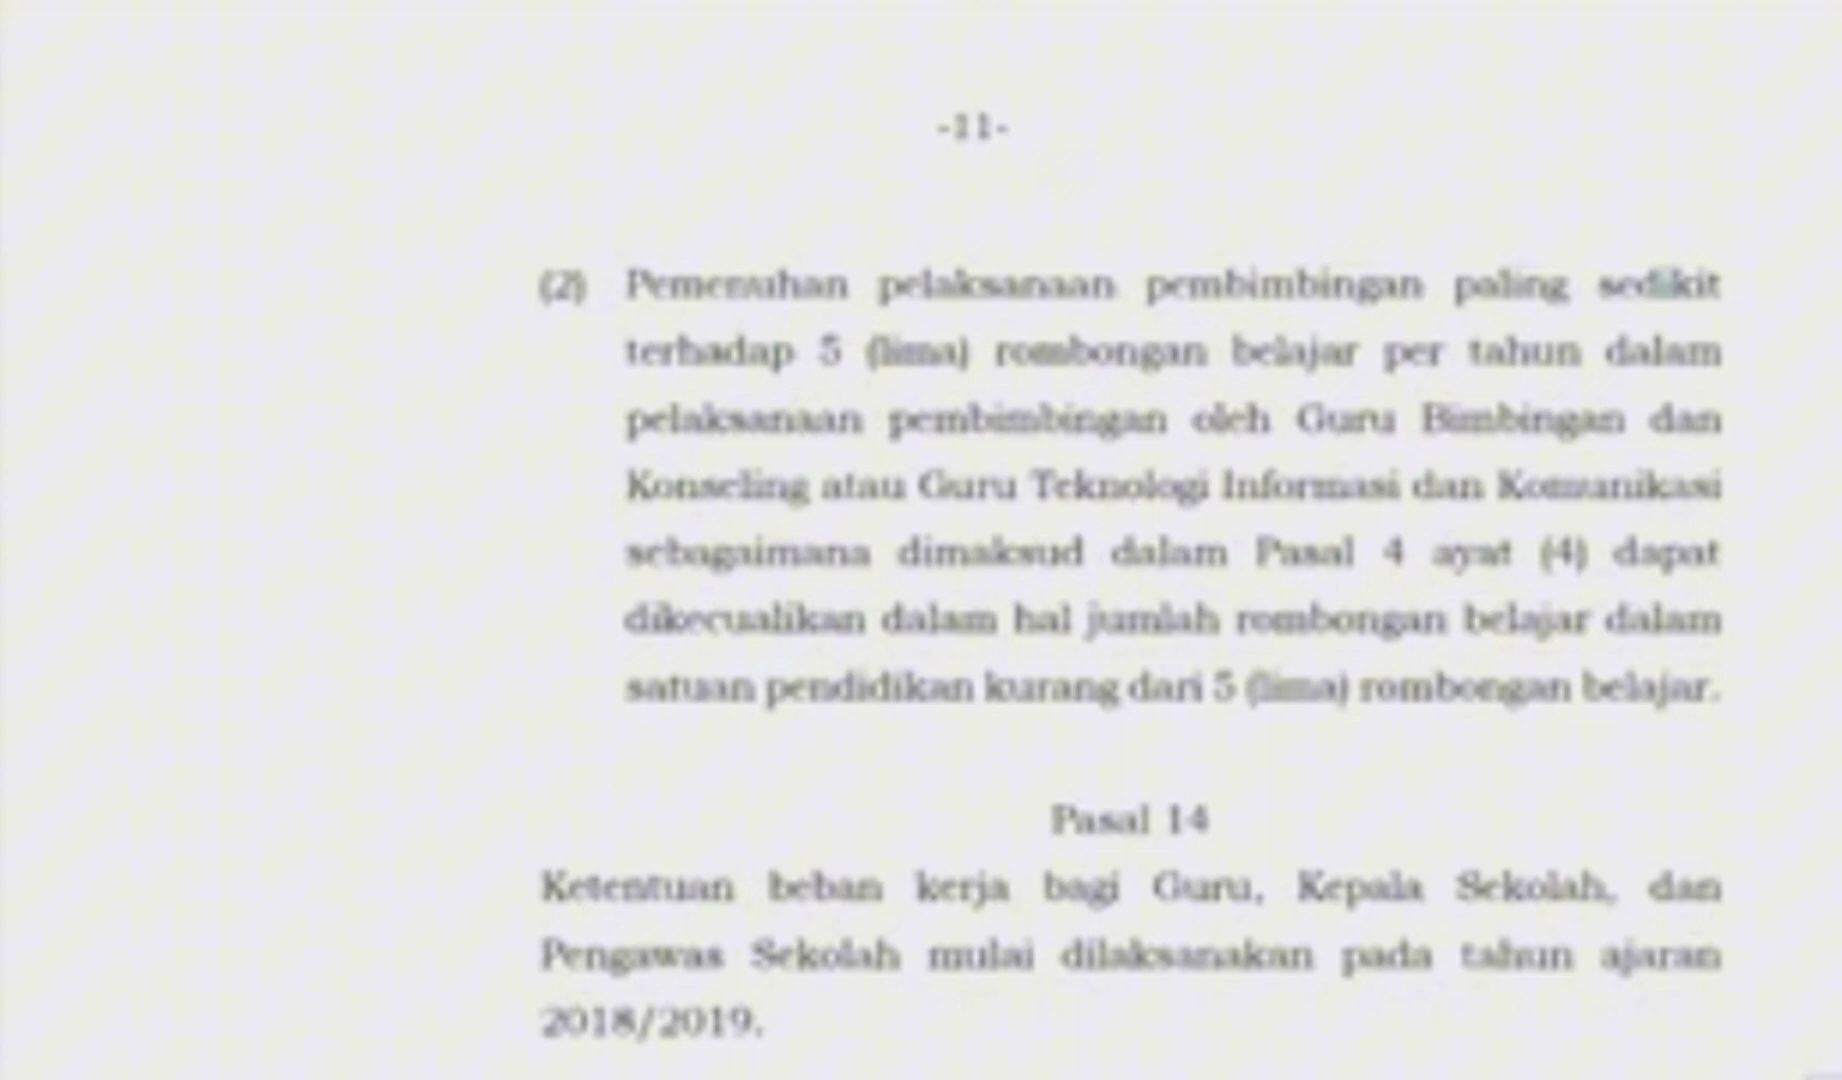 -11-
(2) Pemenuhan pelaksanaan pembimbingan paling sedikit
terhadap 5 (lima) rombongan belajar per tahun dalam
pelaksanaan pembimbingan oleh Guru Bimbingan dan
Konseling atau Guru Teknologi Informasi dan Komunikasi
sebagaimana dimaksud dalam Pasal 4 ayat (4) dapat
dikecualikan dalam hal jumlah rombongan belajar dalam
satuan pendidikan kurang dari 5 (lima) rombongan belajar.
Pasal 14
Ketentuan beban kerja bagi Guru, Kepala Sekolah, dan
Pengawas Sekolah mulai dilaksanakan pada tahun ajaran
2018/2019.